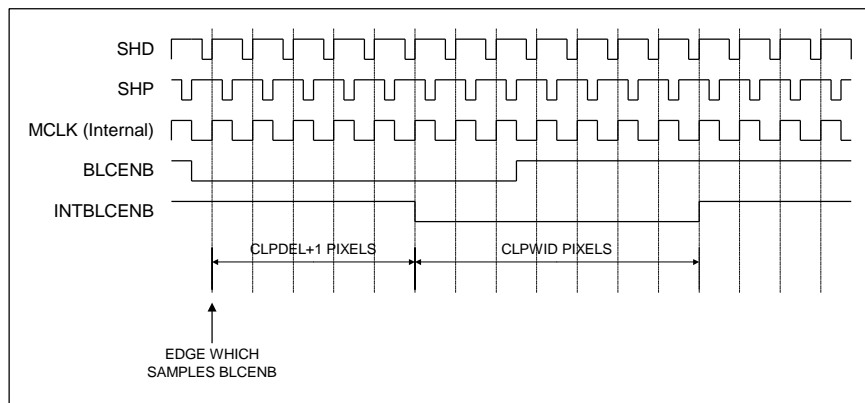 SHD
SHP
MCLK (Internal)
BLCENB
INTBLCENB
CLPDEL+1 PIXELS
CLPWID PIXELS
EDGE WHICH
SAMPLES BLCENB